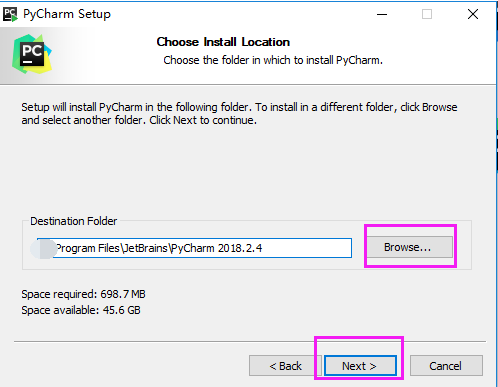 PC PyCharm Setup
PC
Choose Install Location
Choose the folder in which to install PyCharm.
Setup will install PyCharm in the following folder. To install in a different folder, click Browse
and select another folder. Click Next to continue.
Destination Folder
Program Files\JetBrains\PyCharm 2018.2.4
Browse...
Space required: 698.7 MB
Space available: 45.6 GB
< Back
Next >
Cancel